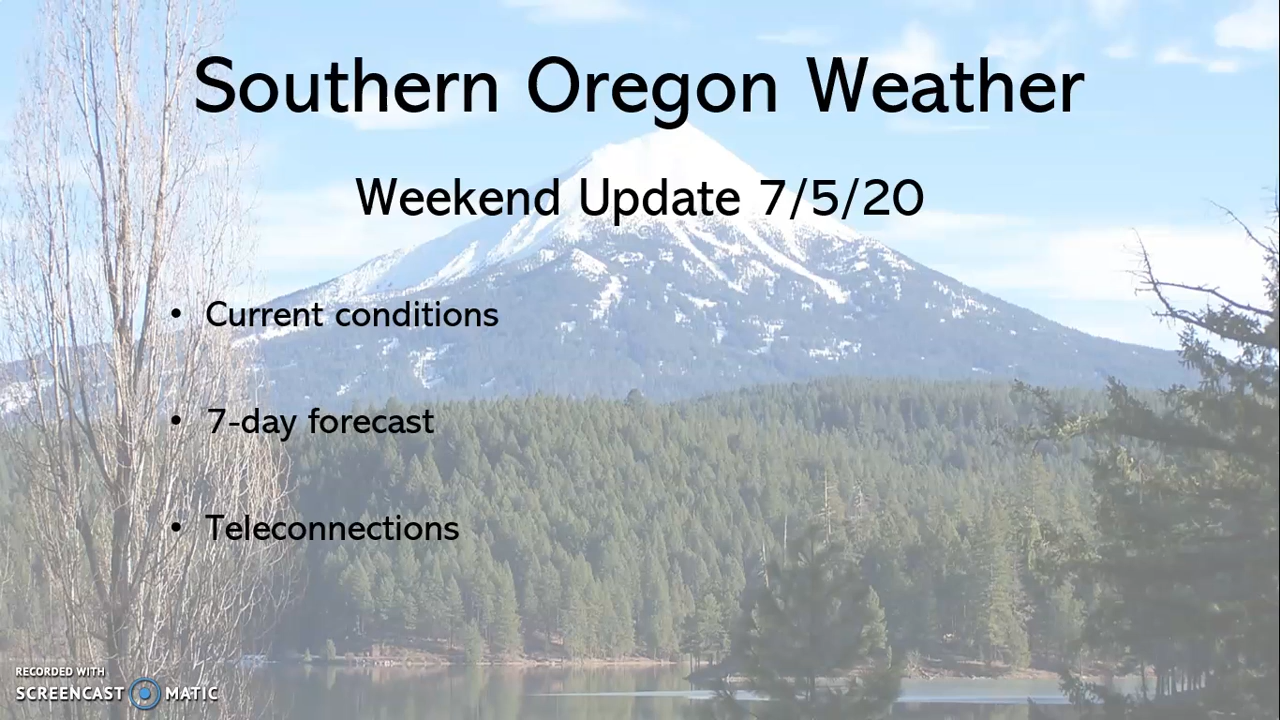 Southern Oregon Weather
Weekend Update 7/5/20
• Current conditions
• 7-day forecast
• Teleconnections
RECORDED WITH
SCREENCAST MATIC